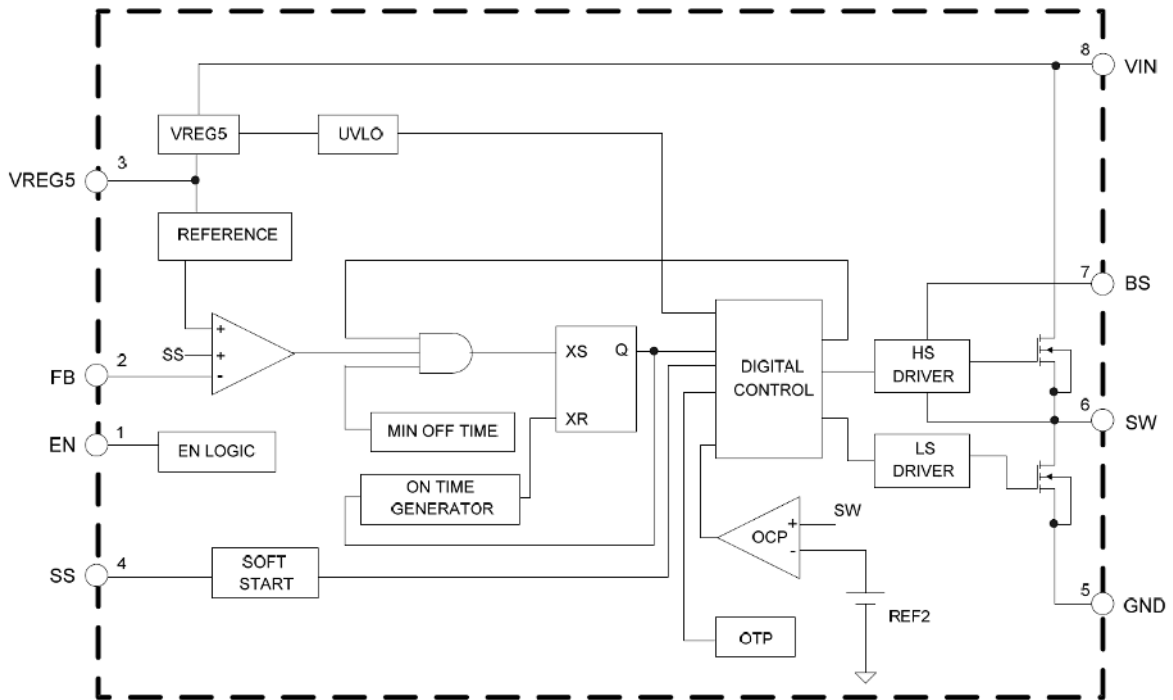 8
VIN
VREG5
UVLO
3
VREG5
REFERENCE
7
BS
+
SS
+
-
2
FB
XS
Q
XR
DIGITAL
CONTROL
HS
DRIVER
6
SW
MIN OFF TIME
1
EN
EN LOGIC
LS
DRIVER
ON TIME
GENERATOR
SW
OCP
+
-
4
SS
SOFT
START
5
GND
REF2
OTP